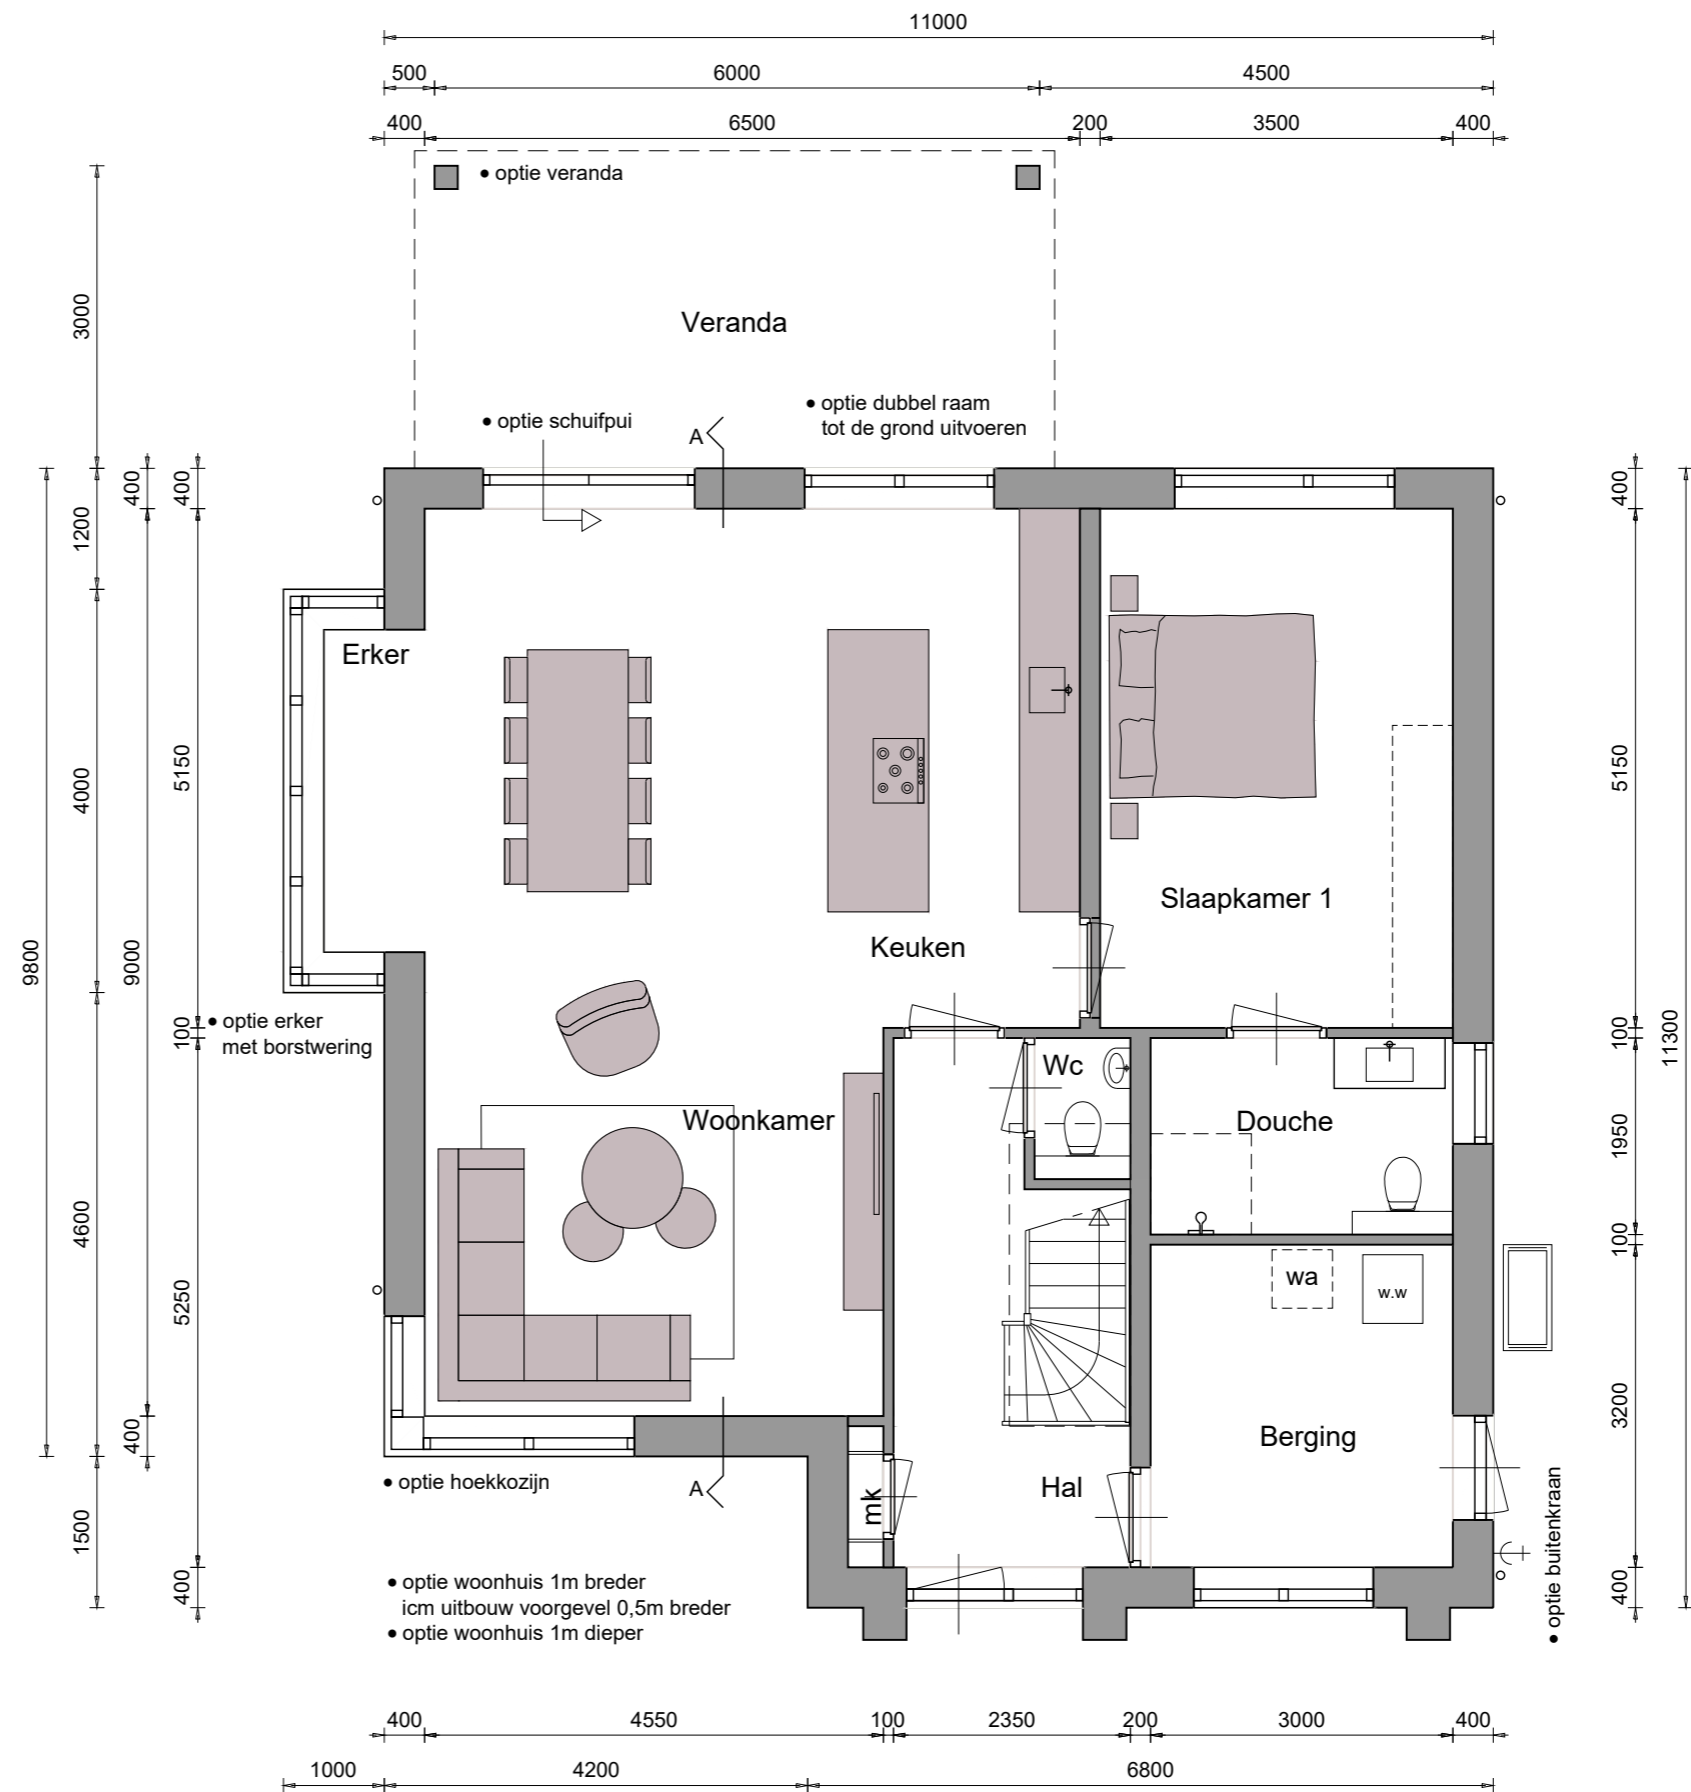 11000
500 6000 4500
400 6500 200 3500 400
• optie veranda
3000
Veranda
• optie dubbel raam
tot de grond uitvoeren
• optie schuifpui
A
400
400
1200
400
Erker
5150
4000
5150
Slaapkamer 1
Keuken
9800
9000
• optie erker
met borstwering
100
100
11300
Wc
Woonkamer
Douche
1950
4600
100
5250
wa
w.w
3200
400
Berging
• optie hoekkozijn
A
mk
Hal
1500
• optie buitenkraan
400
400
• optie woonhuis 1m breder
icm uitbouw voorgevel 0,5m breder
• optie woonhuis 1m dieper
400 4550 100 2350 200 3000 400
1000 4200 6800